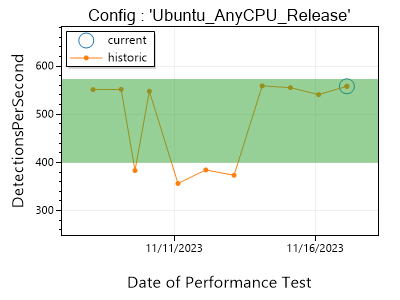 Config : 'Ubuntu_AnyCPU_Release'
current
historic
DetectionsPerSecond
600
500
400
300
11/11/2023
11/16/2023
Date of Performance Test